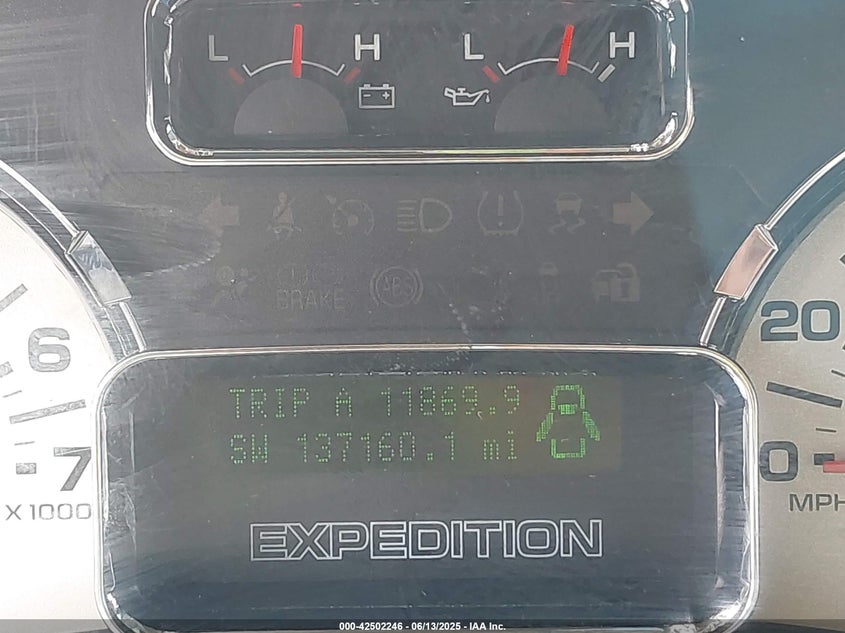 L H L H
BRAKE
ABS
6
7
X 1000
20
0
MPH
TRIP A 11869.9
SW 137160.1 mi
EXPEDITION
000-42502246 - 06/13/2025 - IAA Inc.